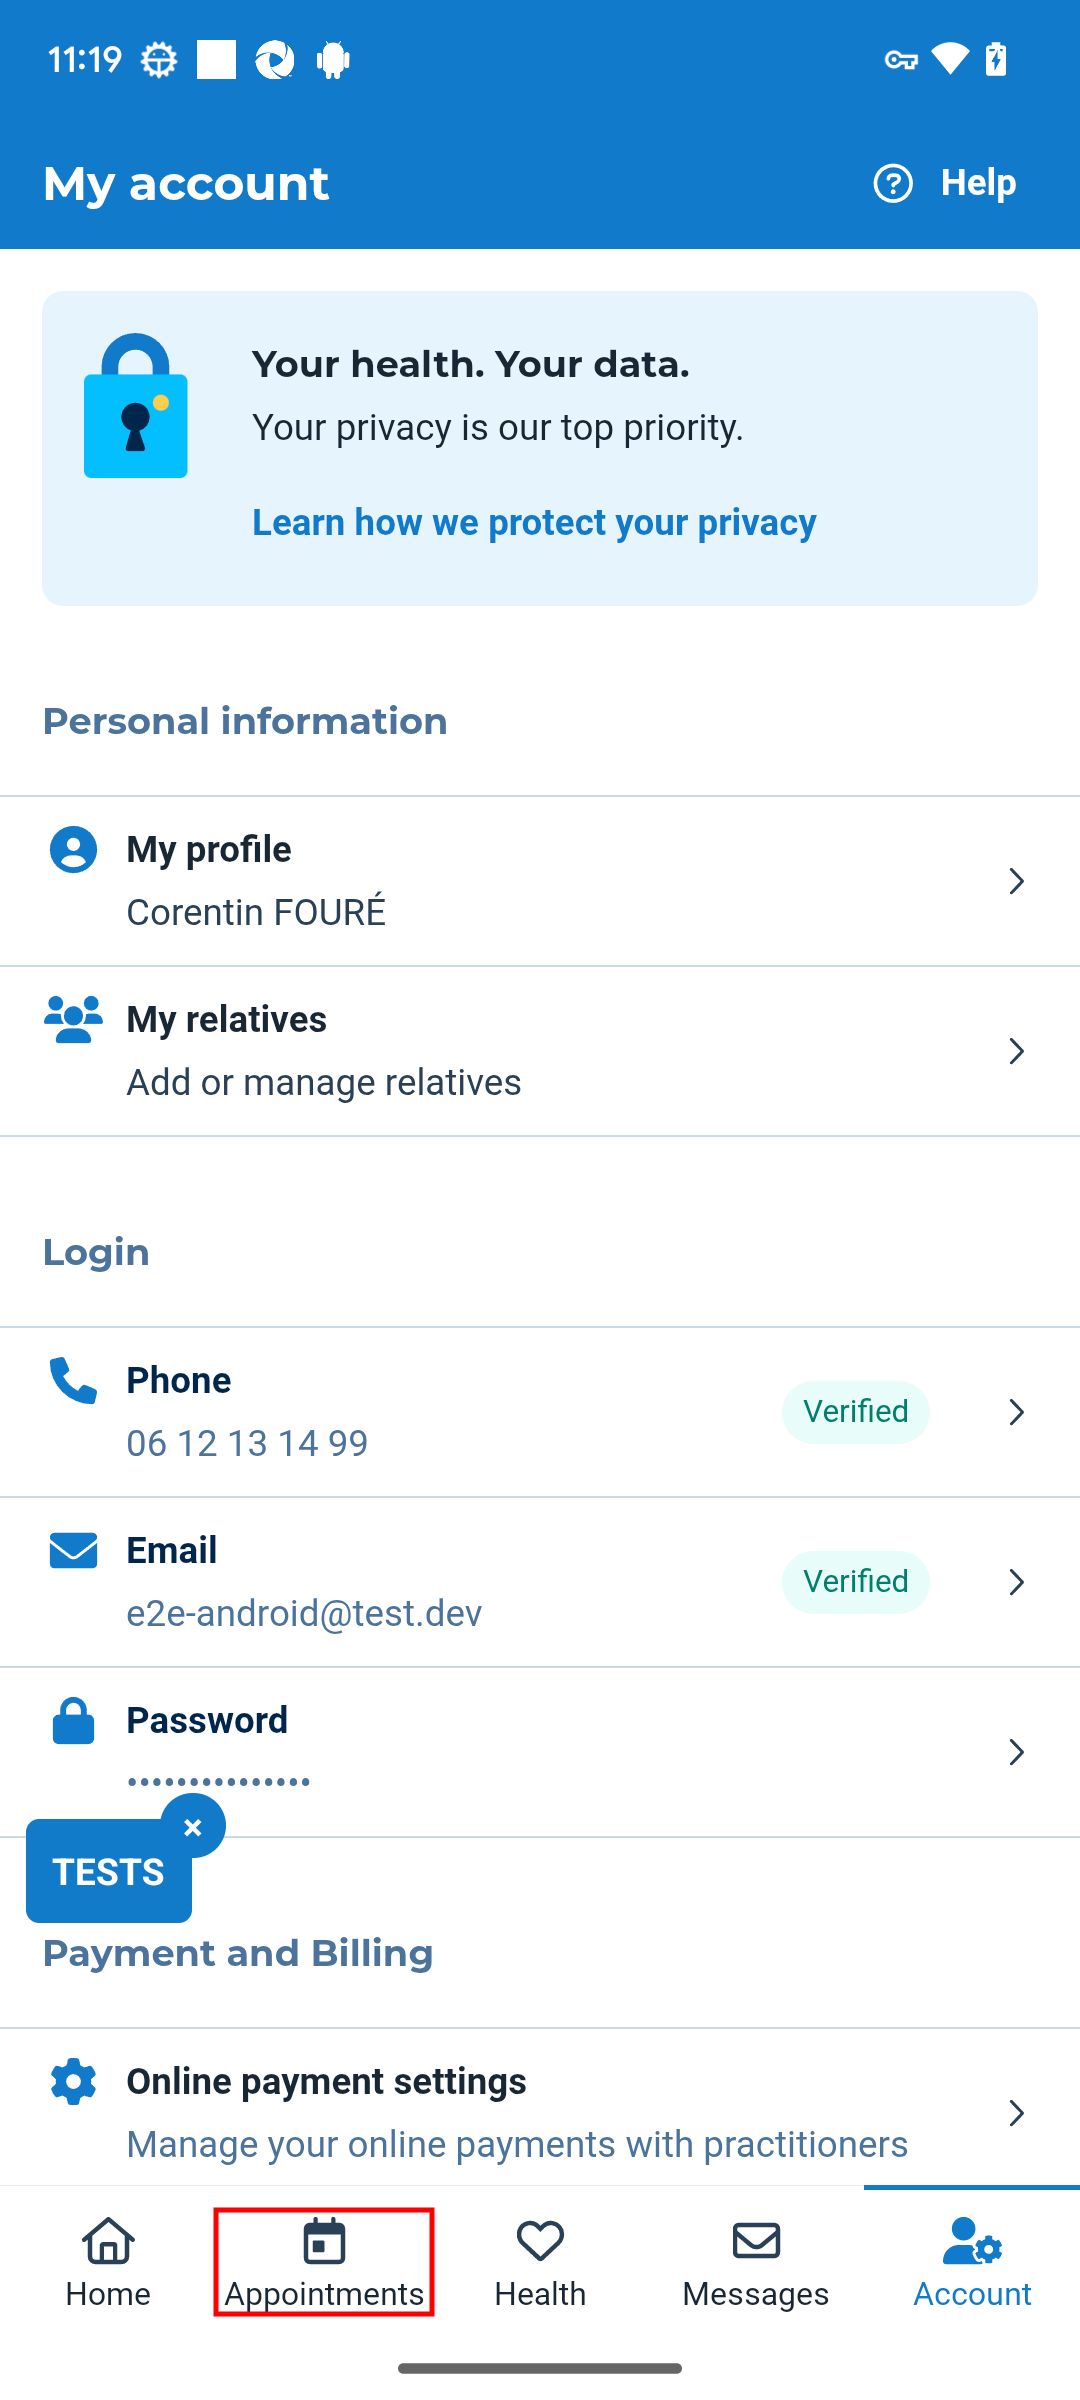 11:19
My account
Help
Your health. Your data.
Your privacy is our top priority.
Learn how we protect your privacy
Personal information
My profile
Corentin FOURÉ
My relatives
Add or manage relatives
Login
Phone
06 12 13 14 99
Verified
Email
e2e-android@test.dev
Verified
Password
•••••••••••••••
TESTS
Payment and Billing
Online payment settings
Manage your online payments with practitioners
Home
Appointments
Health
Messages
Account